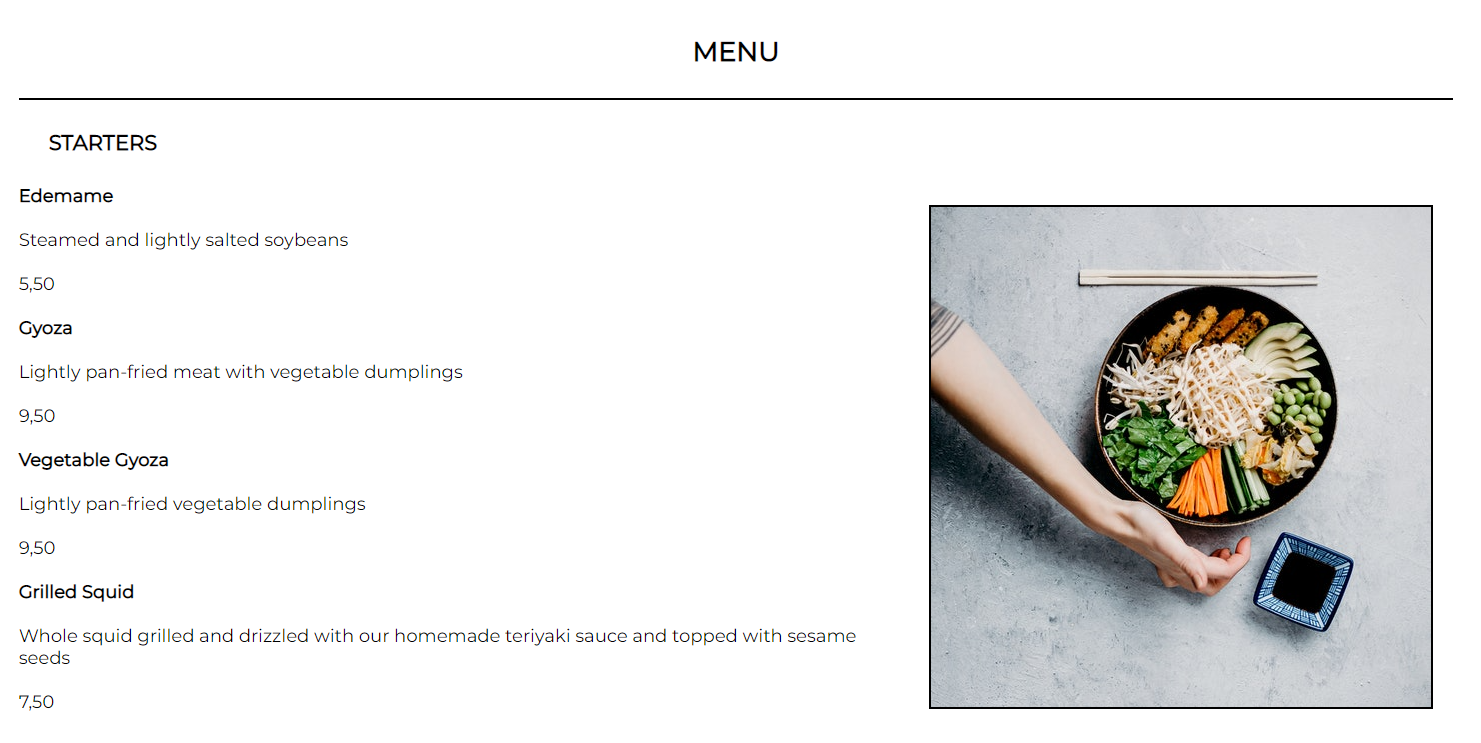 MENU
STARTERS
Edemame
Steamed and lightly salted soybeans
5,50
Gyoza
Lightly pan-fried meat with vegetable dumplings
9,50
Vegetable Gyoza
Lightly pan-fried vegetable dumplings
9,50
Grilled Squid
Whole squid grilled and drizzled with our homemade teriyaki sauce and topped with sesame
seeds
7,50